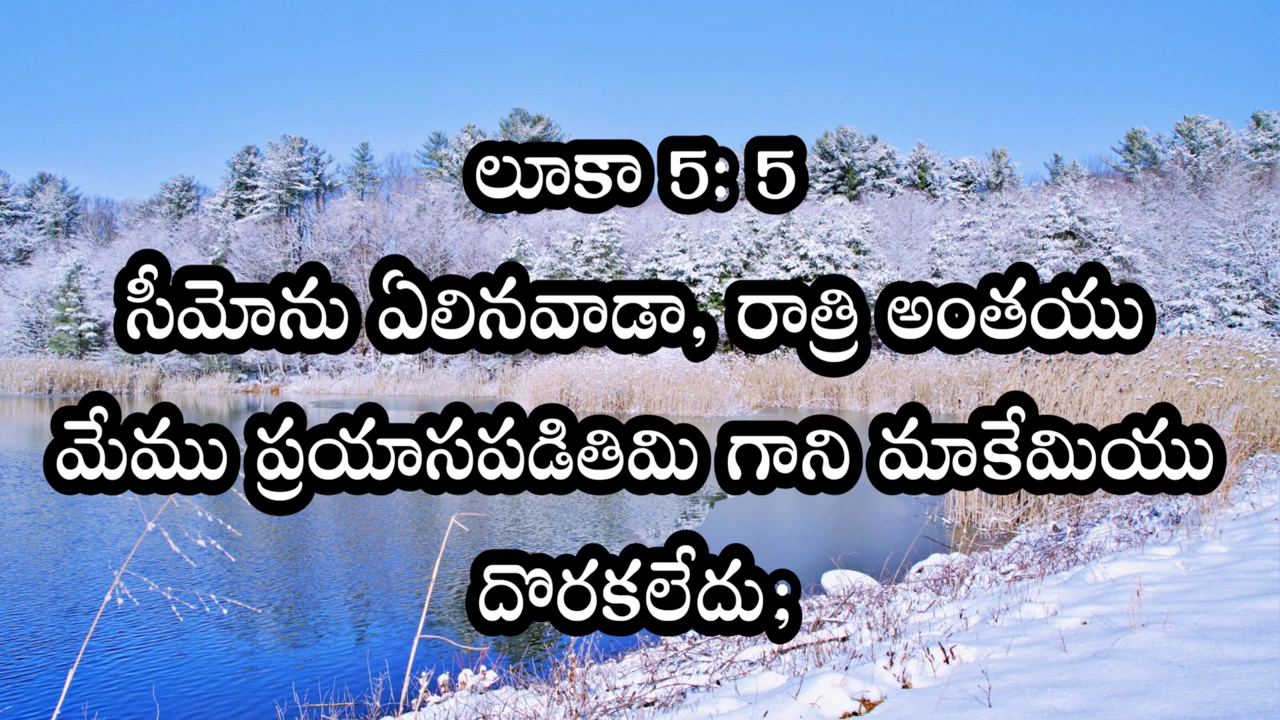 లూకా 5: 5
సీమోను ఏలినవాడా, రాత్రి అంతయు
మేము ప్రయాసపడితిమి గాని మాకేమియు
దొరకలేదు;